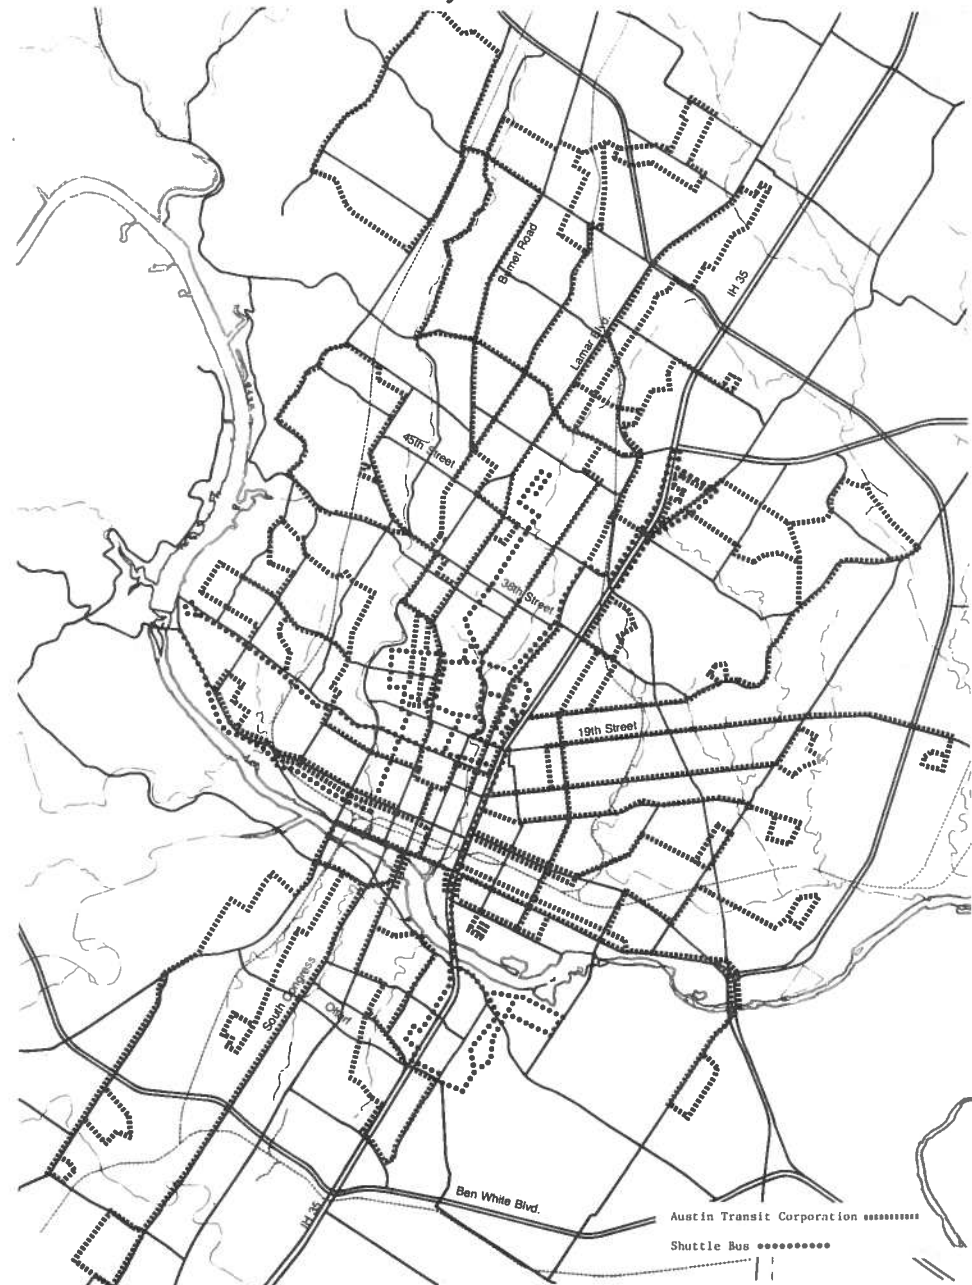 Burnet Road
IH 35
Lamar Blvd.
45th Street
38th Street
19th Street
South Congress
Oltorf
Ben White Blvd.
IH 35
Austin Transit Corporation
Shuttle Bus